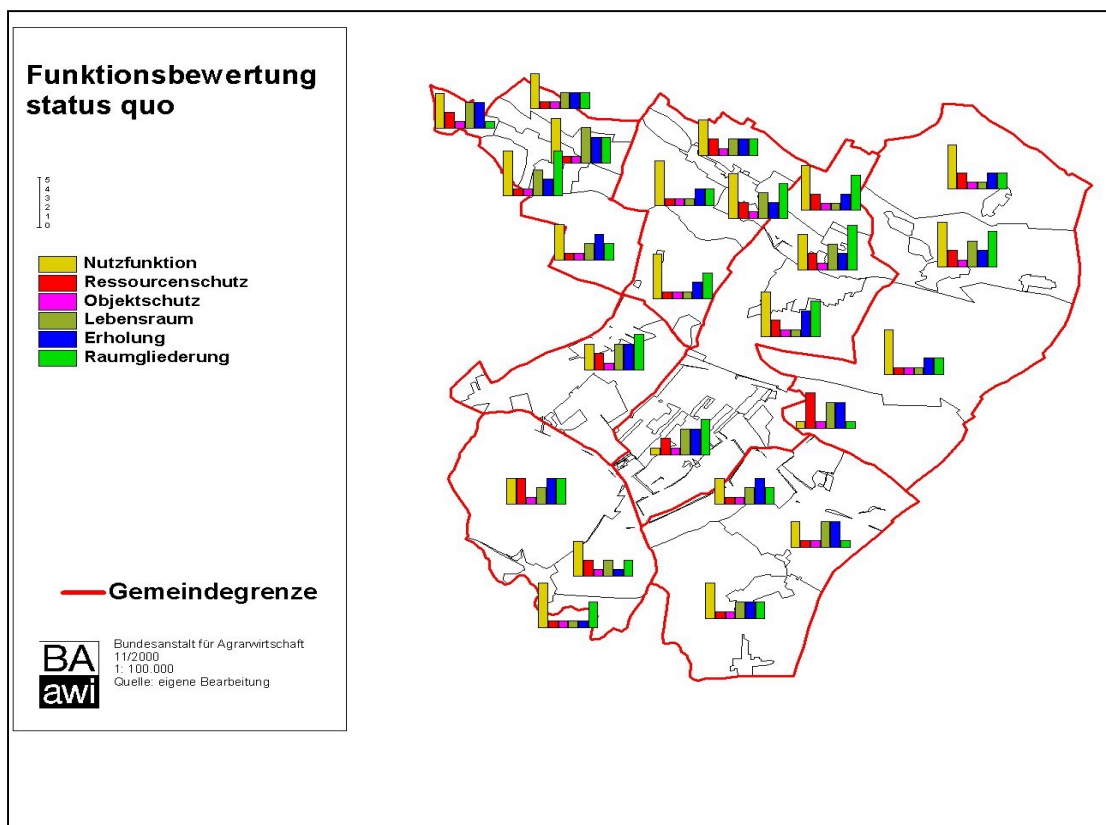 Funktionsbewertung
status quo
5
4
3
2
1
0
Nutzfunktion
Ressourcenschutz
Objektschutz
Lebensraum
Erholung
Raumgliederung
Gemeindegrenze
BA
awi
Bundesanstalt für Agrarwirtschaft
11/2000
1: 100.000
Quelle: eigene Bearbeitung